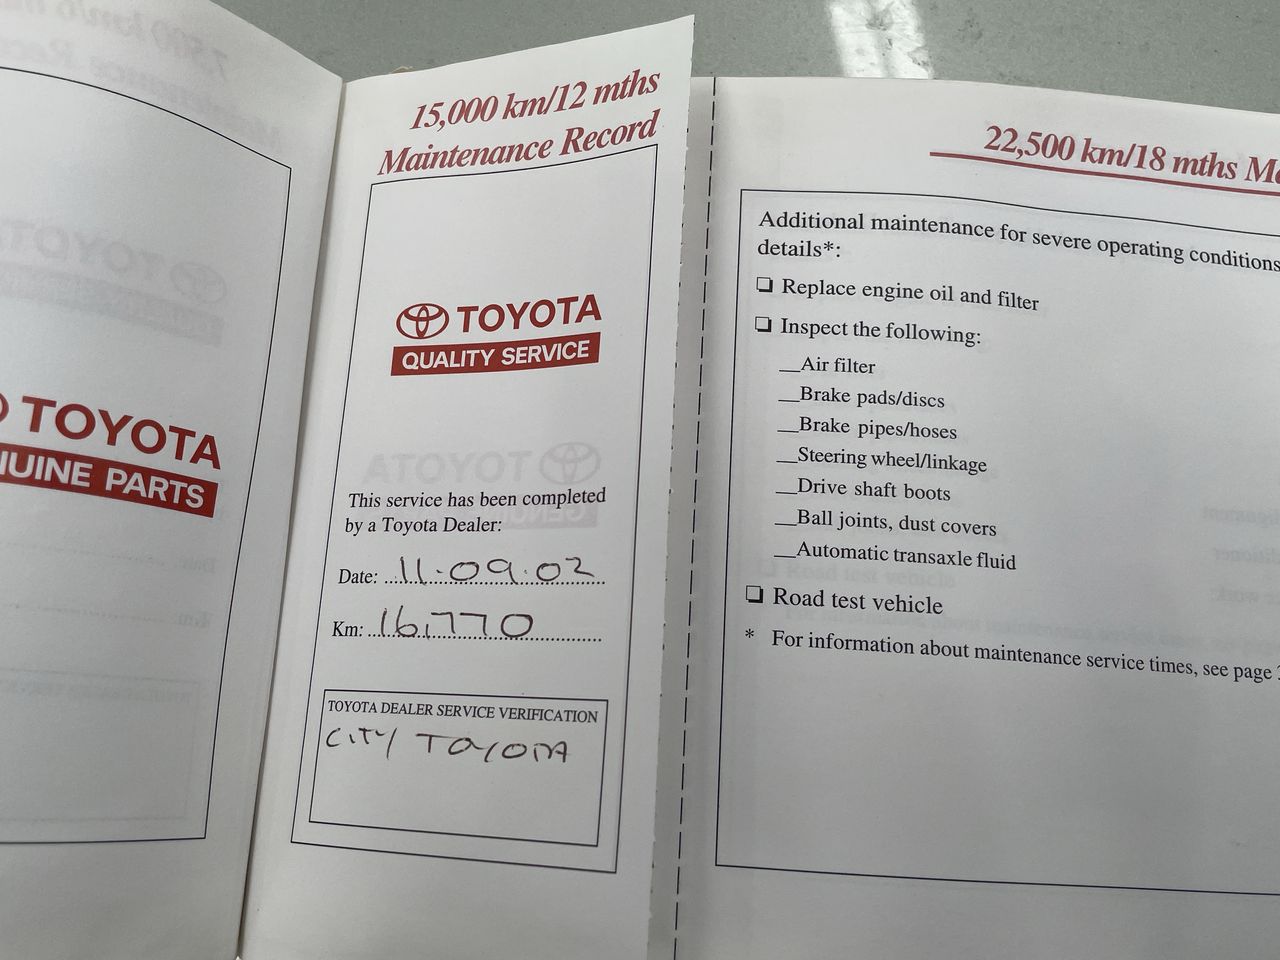 TOYOTA
NUINE PARTS
15,000 km/12 mths
Maintenance Record
TOYOTA
QUALITY SERVICE
This service has been completed
by a Toyota Dealer:
Date: 11.09.02
Km: 16,770
TOYOTA DEALER SERVICE VERIFICATION
CITY TOYOTA
22,500 km/18 mths
Additional maintenance for severe operating conditions
details*:
Replace engine oil and filter
Inspect the following:
__Air filter
__Brake pads/discs
__Brake pipes/hoses
__Steering wheel/linkage
__Drive shaft boots
__Ball joints, dust covers
__Automatic transaxle fluid
Road test vehicle
* For information about maintenance service times, see page